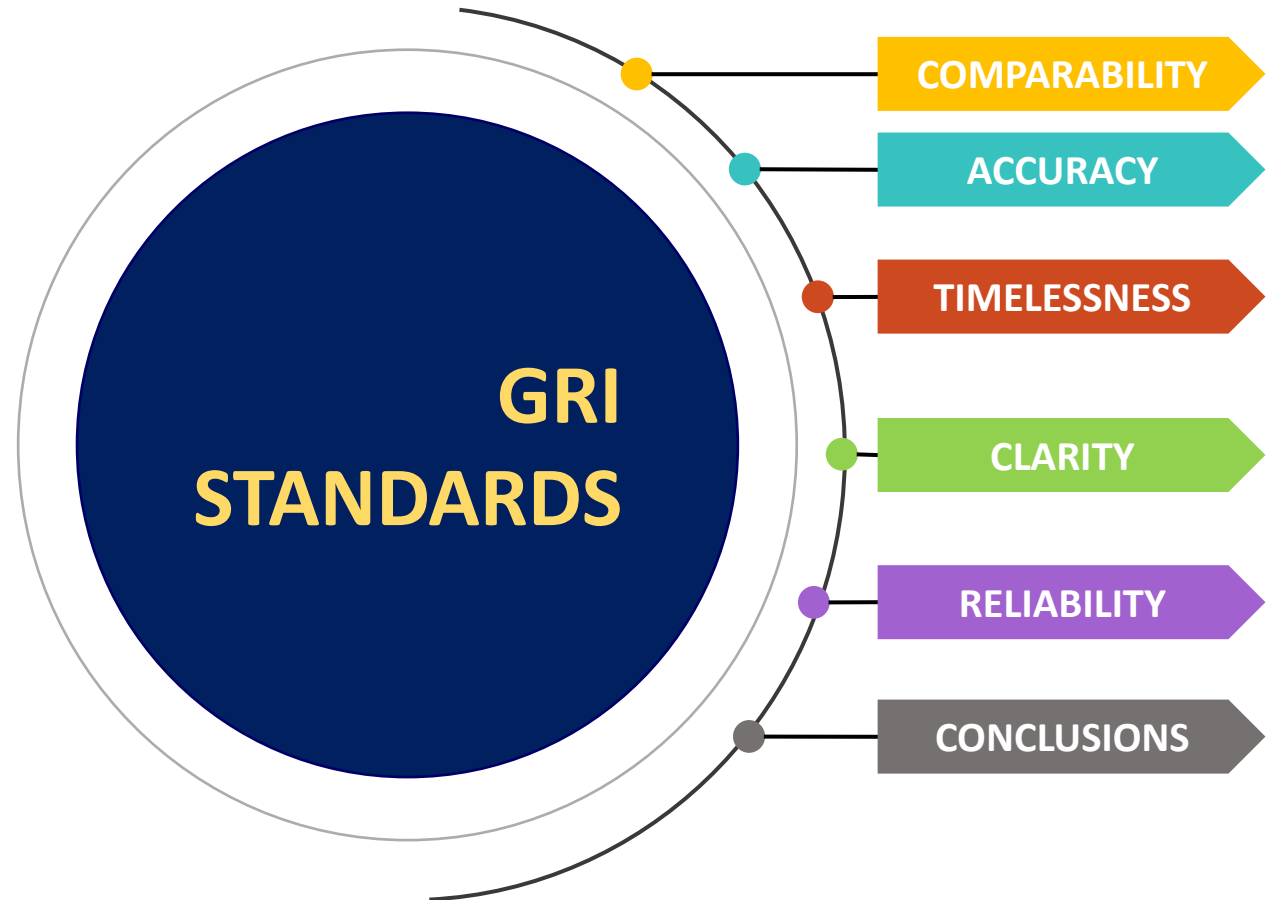 GRI
STANDARDS
COMPARABILITY
ACCURACY
TIMELESSNESS
CLARITY
RELIABILITY
CONCLUSIONS